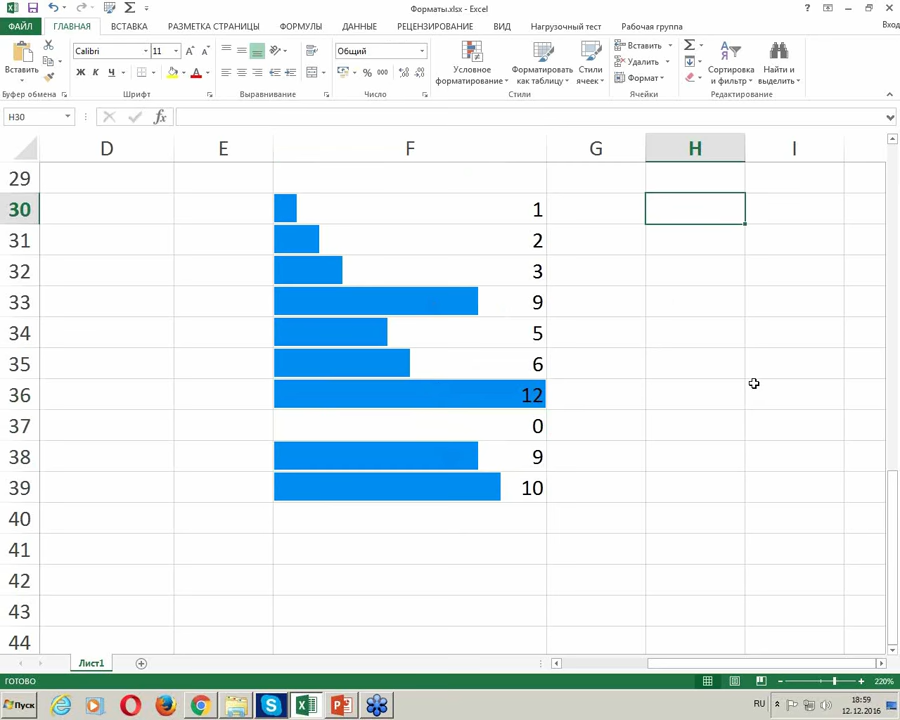 Форматы.xlsx - Excel
ФАЙЛ ГЛАВНАЯ ВСТАВКА РАЗМЕТКА СТРАНИЦЫ ФОРМУЛЫ ДАННЫЕ РЕЦЕНЗИРОВАНИЕ ВИД Нагрузочный тест Рабочая группа Вход
Вставить
Calibri 11
Ж К Ч
Общий
Условное форматирование
Форматировать как таблицу
Стили ячеек
Вставить
Удалить
Формат
Сортировка и фильтр
Найти и выделить
Буфер обмена Шрифт Выравнивание Число Стили Ячейки Редактирование
H30
D E F G H I
29
30 1
31 2
32 3
33 9
34 5
35 6
36 12
37 0
38 9
39 10
40
41
42
43
44
Лист1
ГОТОВО 220%
Пуск RU 18:59
12.12.2016